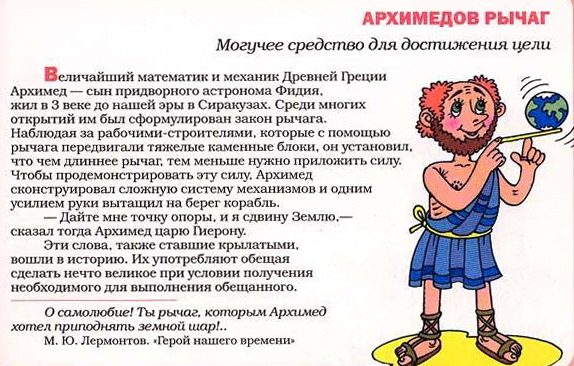 АРХИМЕДОВ РЫЧАГ
Могучее средство для достижения цели
Величайший математик и механик Древней Греции
Архимед — сын придворного астронома Фидия,
жил в 3 веке до нашей эры в Сиракузах. Среди многих
открытий им был сформулирован закон рычага.
Наблюдая за рабочими-строителями, которые с помощью
рычага передвигали тяжелые каменные блоки, он установил,
что чем длиннее рычаг, тем меньше нужно приложить силу.
Чтобы продемонстрировать эту силу, Архимед
сконструировал сложную систему механизмов и одним
усилием руки вытащил на берег корабль.
— Дайте мне точку опоры, и я сдвину Землю,—
сказал тогда Архимед царю Гиерону.
Эти слова, также ставшие крылатыми,
вошли в историю. Их употребляют обещая
сделать нечто великое при условии получения
необходимого для выполнения обещанного.
О самолюбие! Ты рычаг, которым Архимед
хотел приподнять земной шар!..
М. Ю. Лермонтов. «Герой нашего времени»